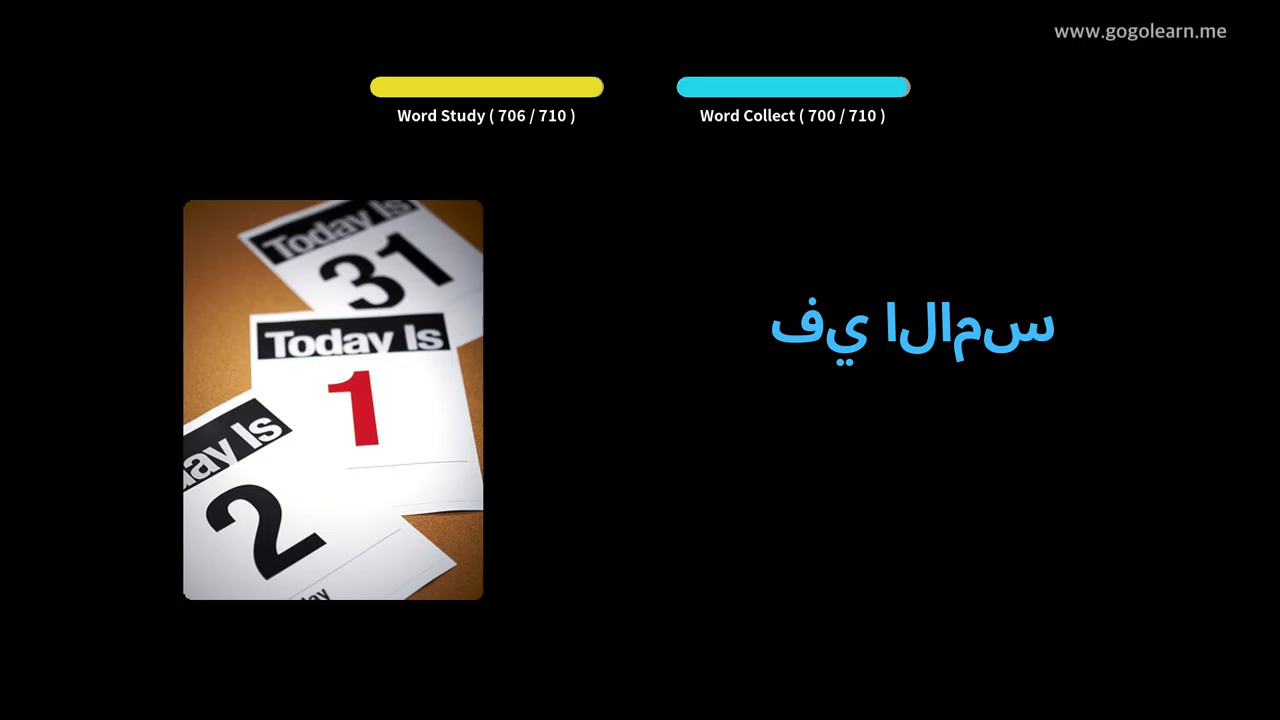 www.gogolearn.me
Word Study ( 706 / 710 )
Word Collect ( 700 / 710 )
Today Is
31
Today Is
1
ay Is
2
في الامس